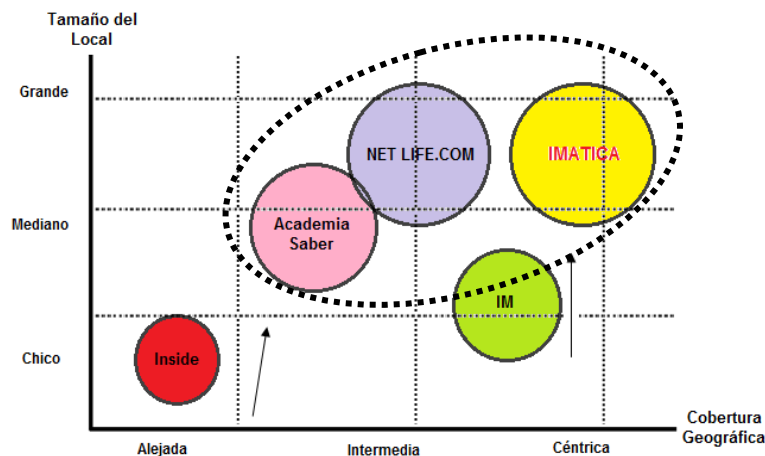 Tamaño del
Local
Grande
NET LIFE.COM
IMATICA
Mediano
Academia
Saber
IM
Chico
Inside
Cobertura
Geográfica
Alejada
Intermedia
Céntrica